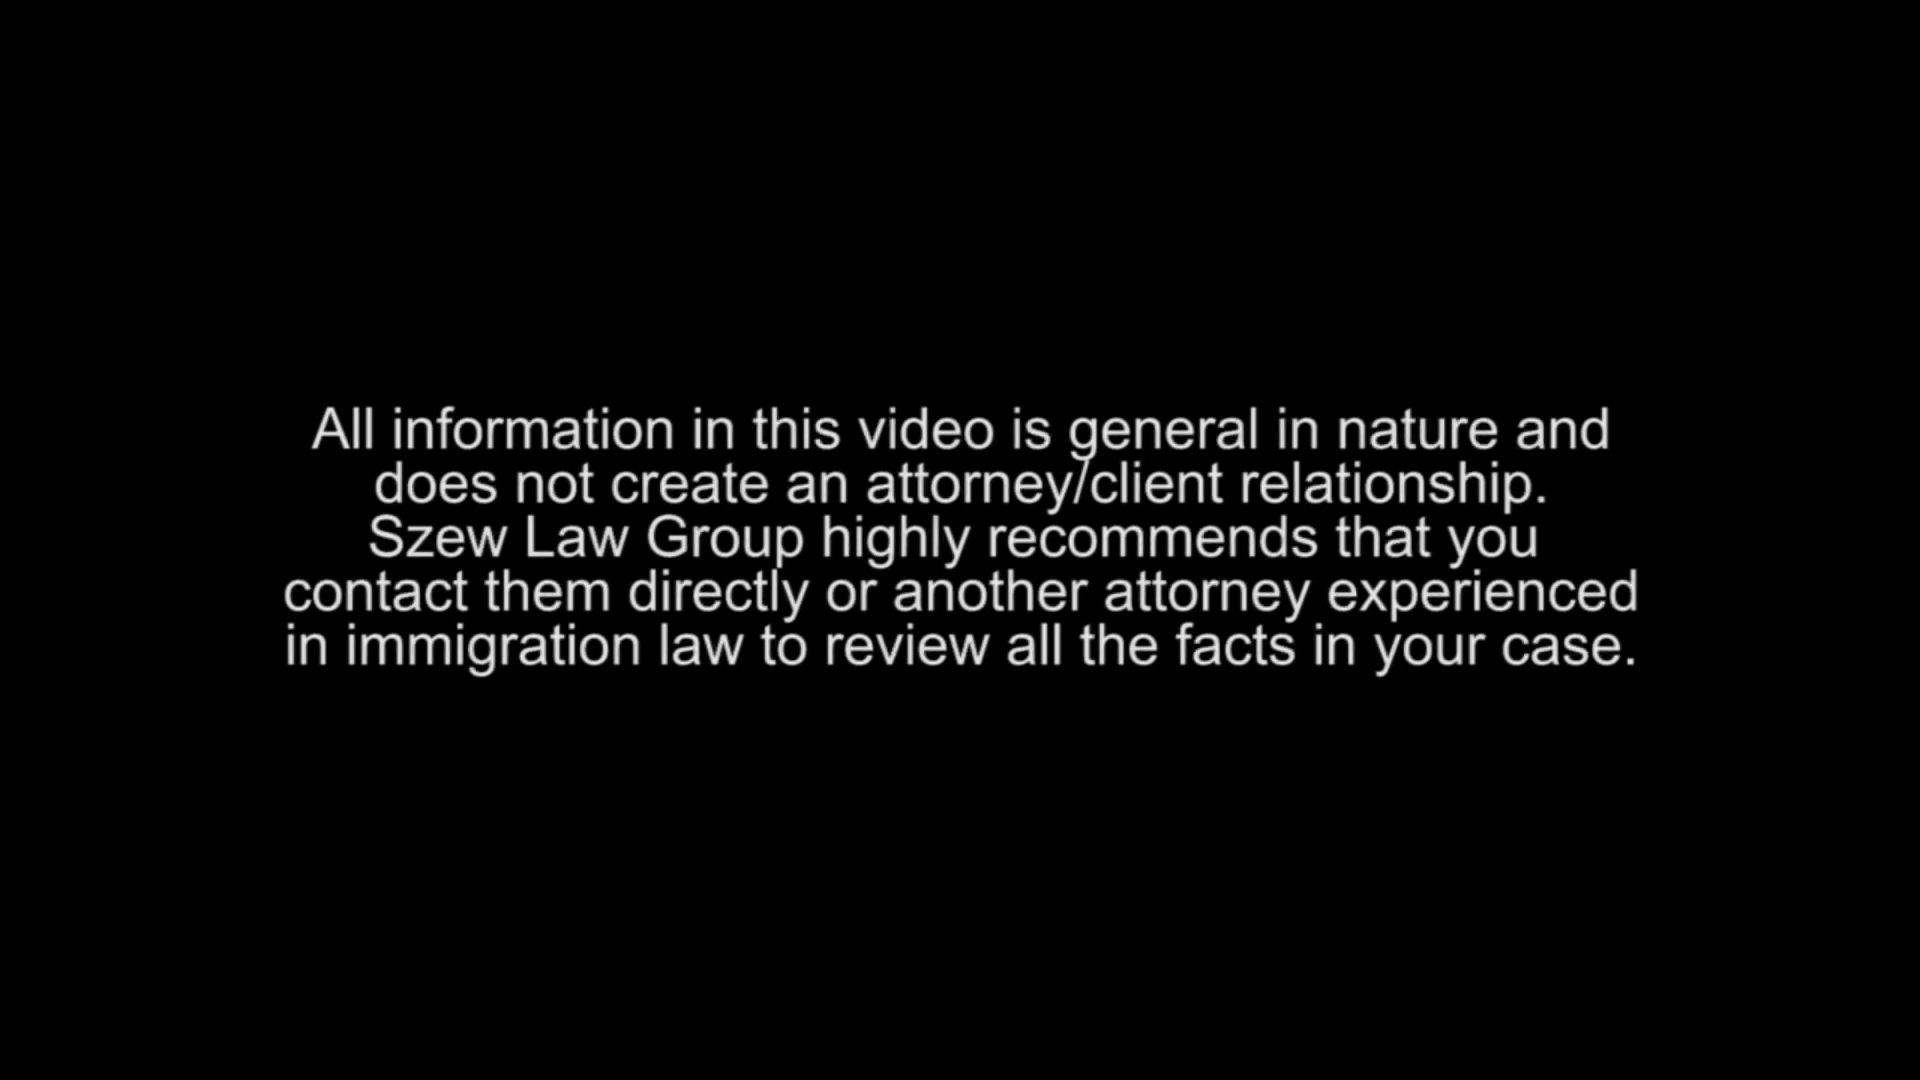 All information in this video is general in nature and
does not create an attorney/client relationship.
Szew Law Group highly recommends that you
contact them directly or another attorney experienced
in immigration law to review all the facts in your case.